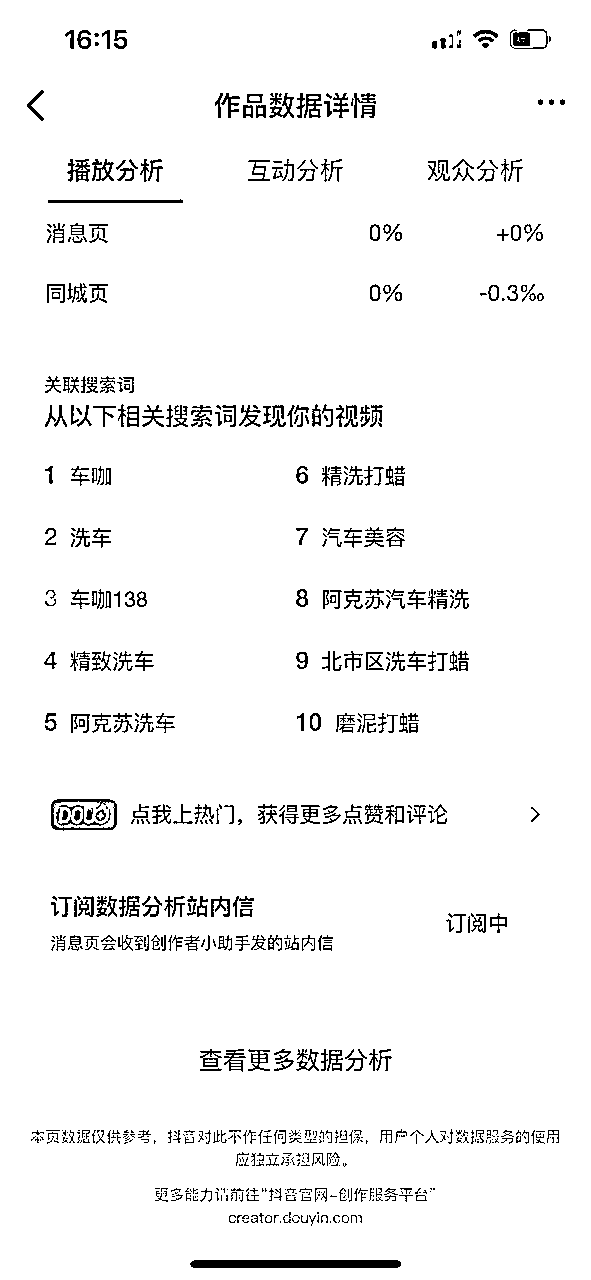 16:15
作品数据详情
播放分析 互动分析 观众分析
消息页 0% +0%
同城页 0% -0.3‰
关联搜索词
从以下相关搜索词发现你的视频
1 车咖 6 精洗打蜡
2 洗车 7 汽车美容
3 车咖138 8 阿克苏汽车精洗
4 精致洗车 9 北市区洗车打蜡
5 阿克苏洗车 10 磨泥打蜡
DOU+ 点我上热门，获得更多点赞和评论
订阅数据分析站内信
订阅中
消息页会收到创作者小助手发的站内信
查看更多数据分析
本页数据仅供参考，抖音对此不作任何类型的担保，用户个人对数据服务的使用
应独立承担风险。
更多能力请前往“抖音官网-创作服务平台”
creator.douyin.com